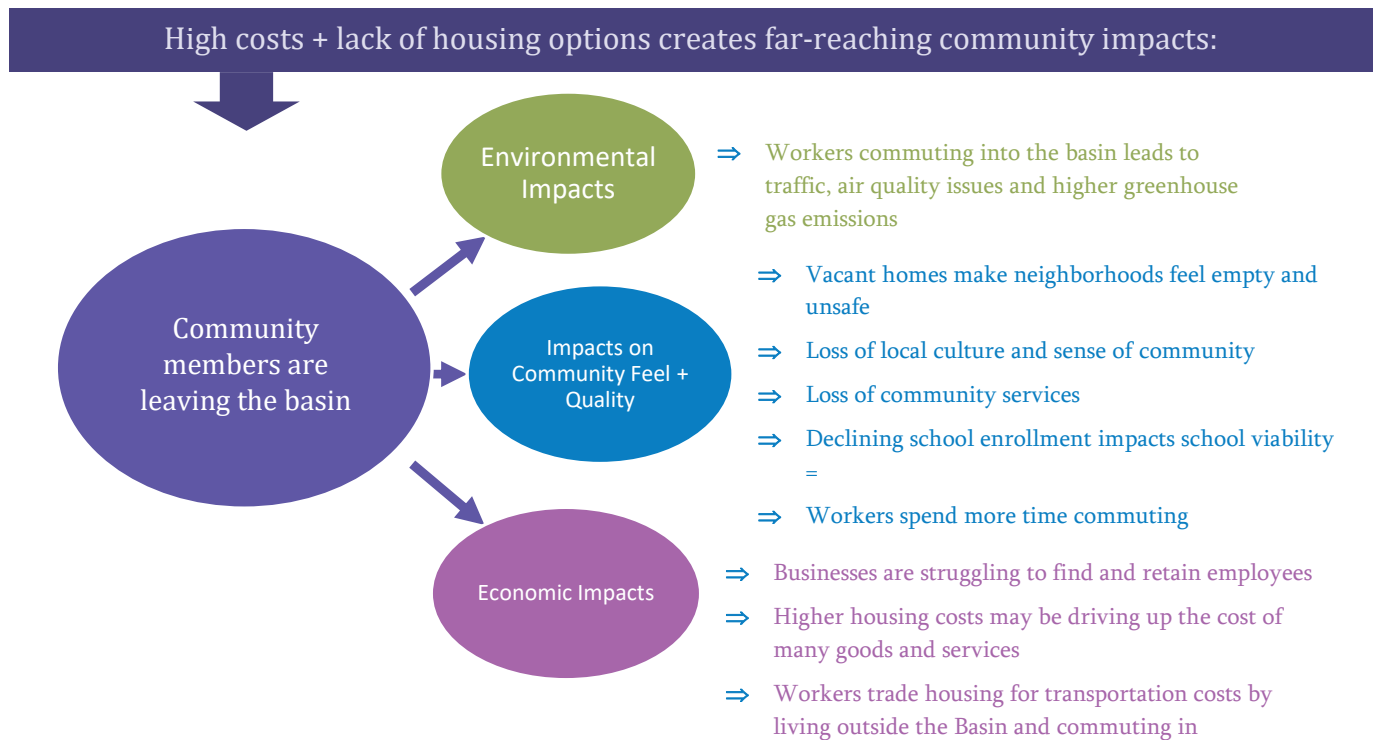 High costs + lack of housing options creates far-reaching community impacts:
Community
members are
leaving the basin
Environmental
Impacts
⇒ Workers commuting into the basin leads to
traffic, air quality issues and higher greenhouse
gas emissions
Impacts on
Community Feel +
Quality
⇒ Vacant homes make neighborhoods feel empty and
unsafe
⇒ Loss of local culture and sense of community
⇒ Loss of community services
⇒ Declining school enrollment impacts school viability
=
⇒ Workers spend more time commuting
Economic Impacts
⇒ Businesses are struggling to find and retain employees
⇒ Higher housing costs may be driving up the cost of
many goods and services
⇒ Workers trade housing for transportation costs by
living outside the Basin and commuting in